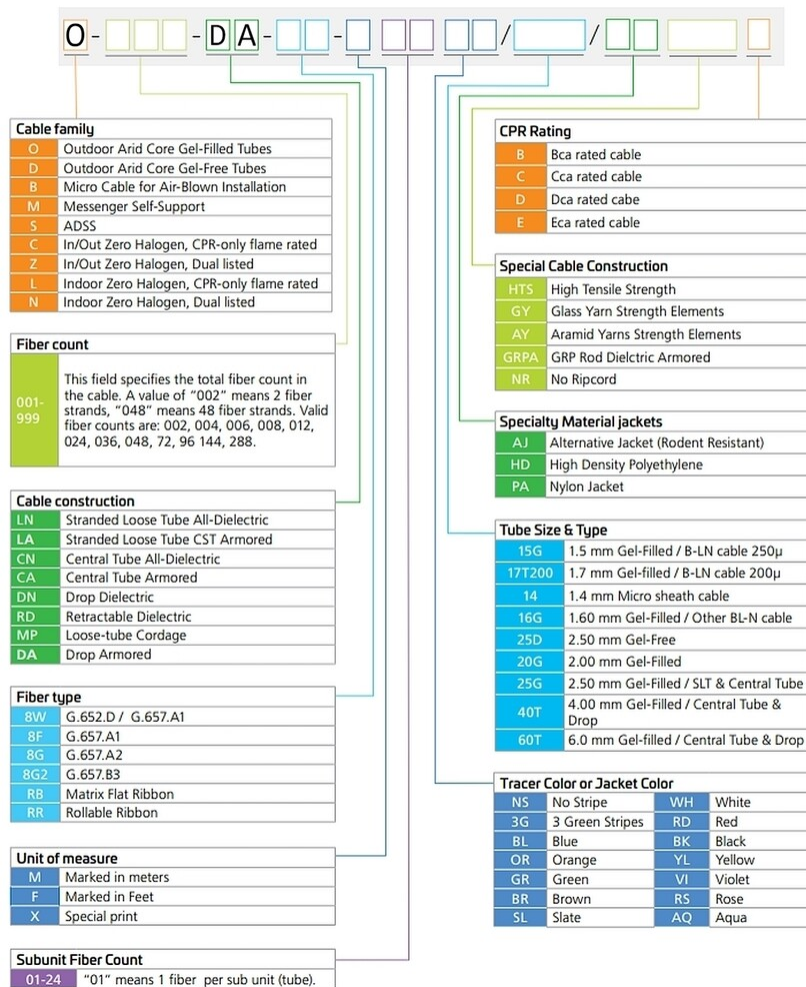 O - - DA - - / /
Cable family
O Outdoor Arid Core Gel-Filled Tubes
D Outdoor Arid Core Gel-Free Tubes
B Micro Cable for Air-Blown Installation
M Messenger Self-Support
S ADSS
C In/Out Zero Halogen, CPR-only flame rated
Z In/Out Zero Halogen, Dual listed
L Indoor Zero Halogen, CPR-only flame rated
N Indoor Zero Halogen, Dual listed
Fiber count
001-
999
This field specifies the total fiber count in
the cable. A value of “002” means 2 fiber
strands, “048” means 48 fiber strands. Valid
fiber counts are: 002, 004, 006, 008, 012,
024, 036, 048, 72, 96 144, 288.
Cable construction
LN Stranded Loose Tube All-Dielectric
LA Stranded Loose Tube CST Armored
CN Central Tube All-Dielectric
CA Central Tube Armored
DN Drop Dielectric
RD Retractable Dielectric
MP Loose-tube Cordage
DA Drop Armored
Fiber type
8W G.652.D / G.657.A1
8F G.657.A1
8G G.657.A2
8G2 G.657.B3
RB Matrix Flat Ribbon
RR Rollable Ribbon
Unit of measure
M Marked in meters
F Marked in Feet
X Special print
Subunit Fiber Count
01-24 “01” means 1 fiber per sub unit (tube).
CPR Rating
B Bca rated cable
C Cca rated cable
D Dca rated cabe
E Eca rated cable
Special Cable Construction
HTS High Tensile Strength
GY Glass Yarn Strength Elements
AY Aramid Yarns Strength Elements
GRPA GRP Rod Dielctric Armored
NR No Ripcord
Specialty Material jackets
AJ Alternative Jacket (Rodent Resistant)
HD High Density Polyethylene
PA Nylon Jacket
Tube Size & Type
15G 1.5 mm Gel-Filled / B-LN cable 250µ
17T200 1.7 mm Gel-filled / B-LN cable 200µ
14 1.4 mm Micro sheath cable
16G 1.60 mm Gel-Filled / Other BL-N cable
25D 2.50 mm Gel-Free
20G 2.00 mm Gel-Filled
25G 2.50 mm Gel-Filled / SLT & Central Tube
40T 4.00 mm Gel-Filled / Central Tube &
Drop
60T 6.0 mm Gel-filled / Central Tube & Drop
Tracer Color or Jacket Color
NS No Stripe WH White
3G 3 Green Stripes RD Red
BL Blue BK Black
OR Orange YL Yellow
GR Green VI Violet
BR Brown RS Rose
SL Slate AQ Aqua